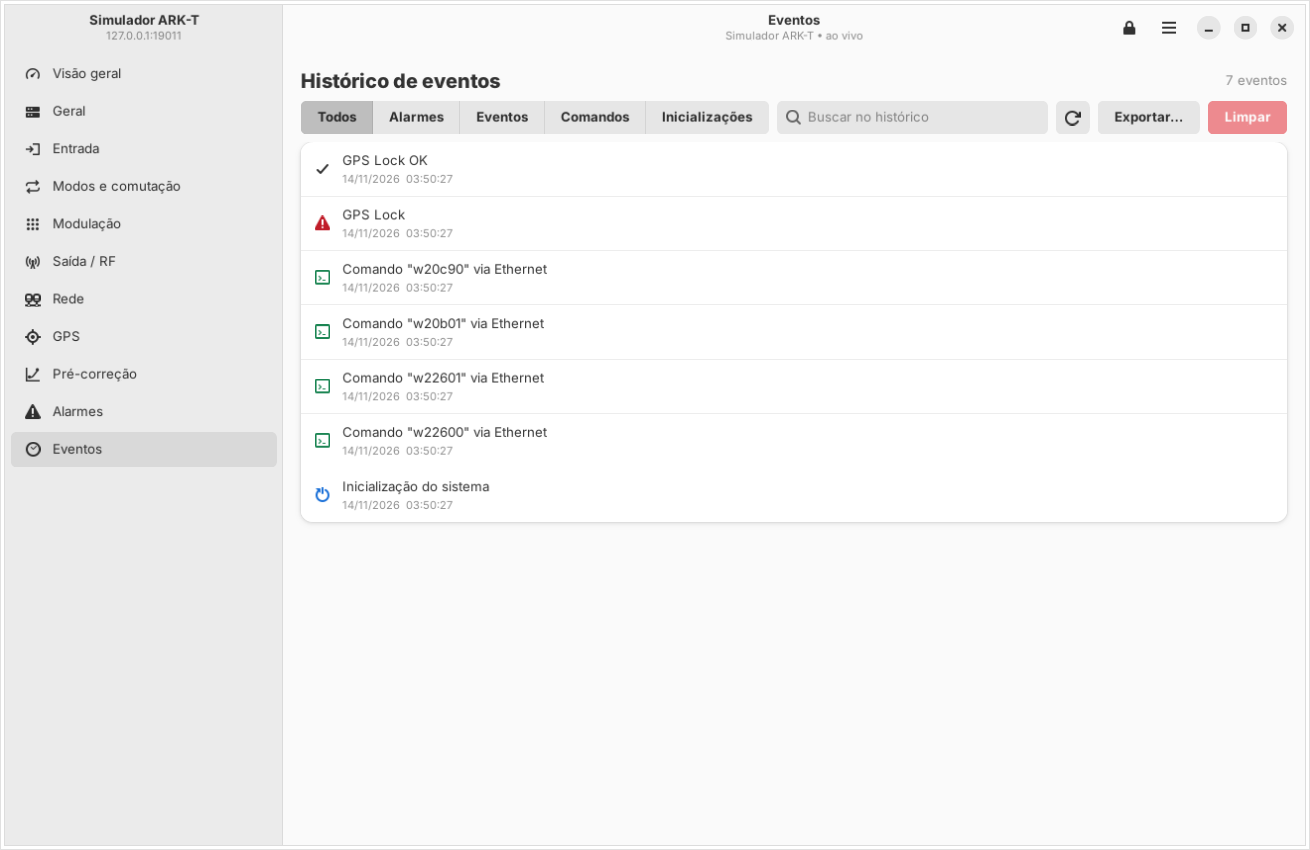 Simulador ARK-T
127.0.0.1:19011
Visão geral
Geral
Entrada
Modos e comutação
Modulação
Saída / RF
Rede
GPS
Pré-correção
Alarmes
Eventos
Eventos
Simulador ARK-T • ao vivo
Histórico de eventos
7 eventos
Todos
Alarmes
Eventos
Comandos
Inicializações
Buscar no histórico
Exportar...
Limpar
GPS Lock OK
14/11/2026 03:50:27
GPS Lock
14/11/2026 03:50:27
Comando "w20c90" via Ethernet
14/11/2026 03:50:27
Comando "w20b01" via Ethernet
14/11/2026 03:50:27
Comando "w22601" via Ethernet
14/11/2026 03:50:27
Comando "w22600" via Ethernet
14/11/2026 03:50:27
Inicialização do sistema
14/11/2026 03:50:27